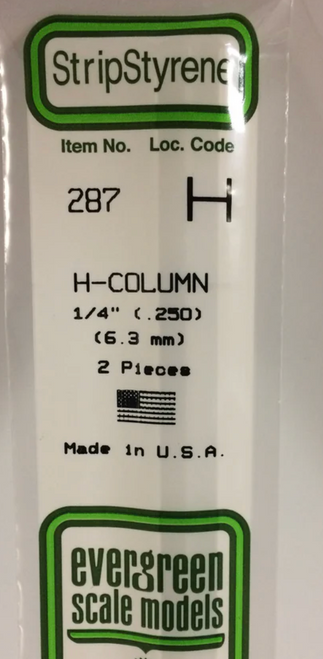 StripStyrene
Item No. Loc. Code
287 H
H-COLUMN
1/4" (.250)
(6.3 mm)
2 Pieces
Made in U.S.A.
evergreen
scale models